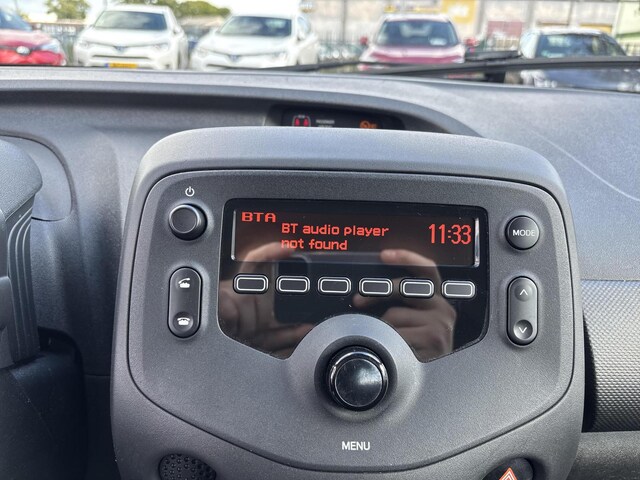 BTA
BT audio player
not found
11:33
MODE
MENU